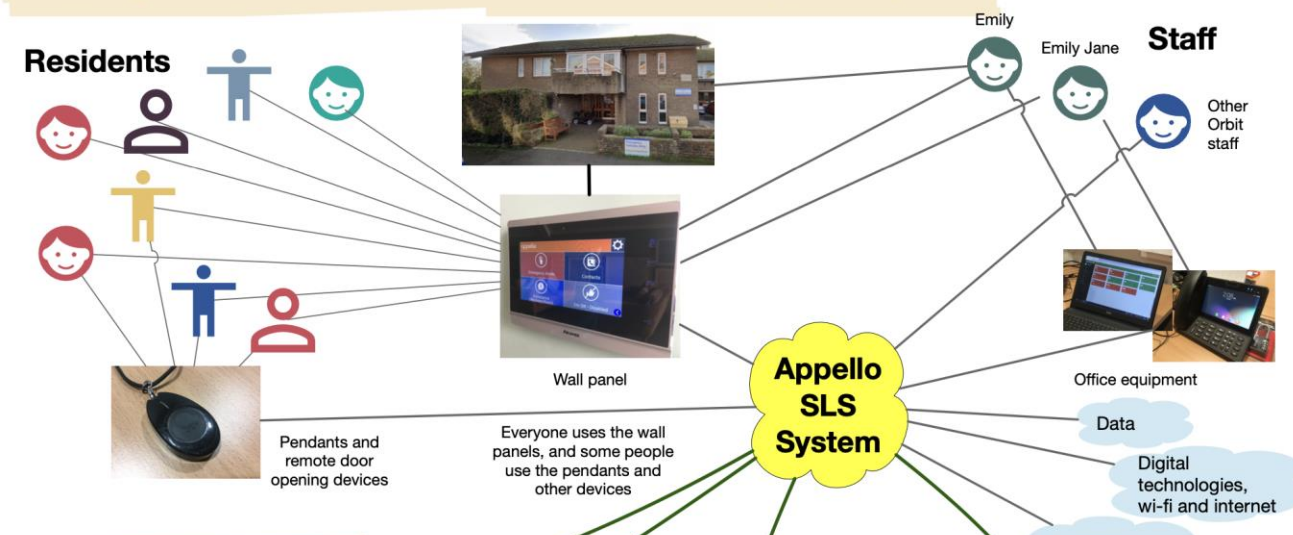 Emily
Staff
Residents
Emily Jane
Other
Orbit
staff
Appello
Contacts
Wall panel
Appello
SLS
System
Office equipment
Pendants and
remote door
opening devices
Everyone uses the wall
panels, and some people
use the pendants and
other devices
Data
Digital
technologies,
wi-fi and internet